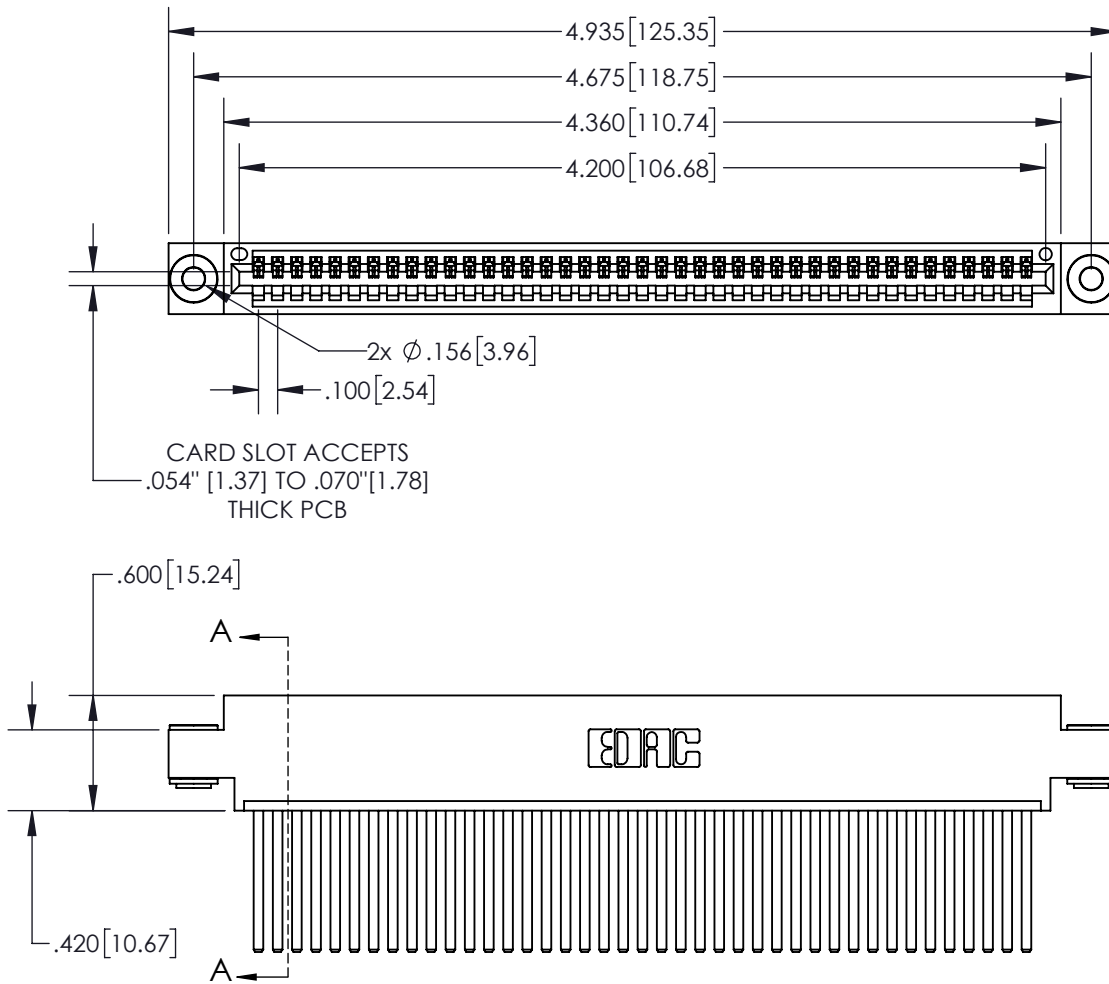 4.935[125.35]
4.675[118.75]
4.360[110.74]
4.200[106.68]
2x Ø .156[3.96]
.100[2.54]
CARD SLOT ACCEPTS
.054" [1.37] TO .070"[1.78]
THICK PCB
.600[15.24]
A
EDAC
.420[10.67]
A